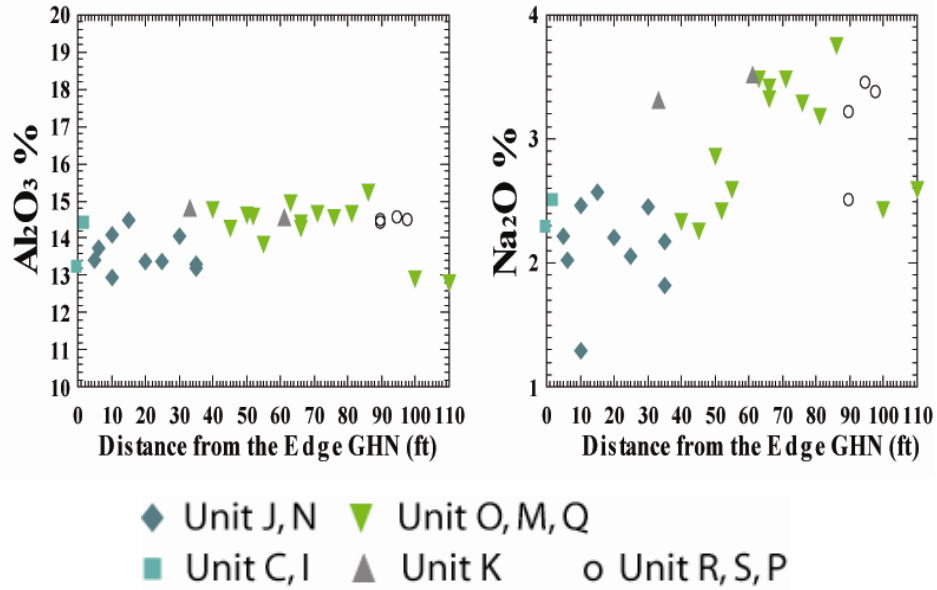 20
19
18
17
16
15
14
13
12
11
10
Al₂O₃ %
0 10 20 30 40 50 60 70 80 90 100 110
Distance from the Edge GHN (ft)
4
3
2
1
Na₂O %
0 10 20 30 40 50 60 70 80 90 100 110
Distance from the Edge GHN (ft)
Unit J, N Unit O, M, Q
Unit C, I Unit K Unit R, S, P